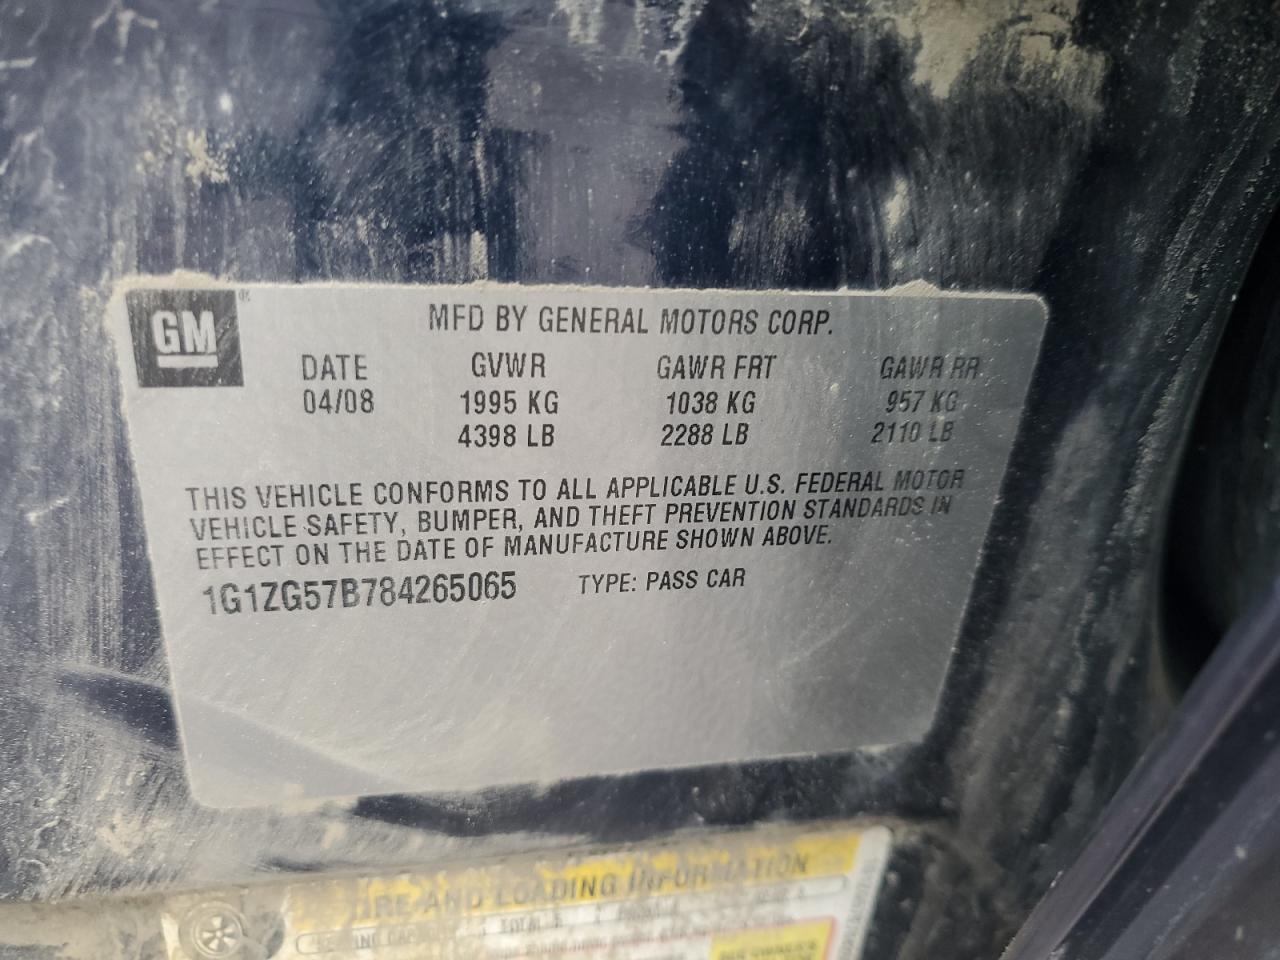 GM
MFD BY GENERAL MOTORS CORP.
DATE GVWR GAWR FRT GAWR RR
04/08 1995 KG 1038 KG 957 KG
4398 LB 2288 LB 2110 LB
THIS VEHICLE CONFORMS TO ALL APPLICABLE U.S. FEDERAL MOTOR
VEHICLE SAFETY, BUMPER, AND THEFT PREVENTION STANDARDS IN
EFFECT ON THE DATE OF MANUFACTURE SHOWN ABOVE.
1G1ZG57B784265065 TYPE: PASS CAR
TIRE AND LOADING INFORMATION
TOTAL